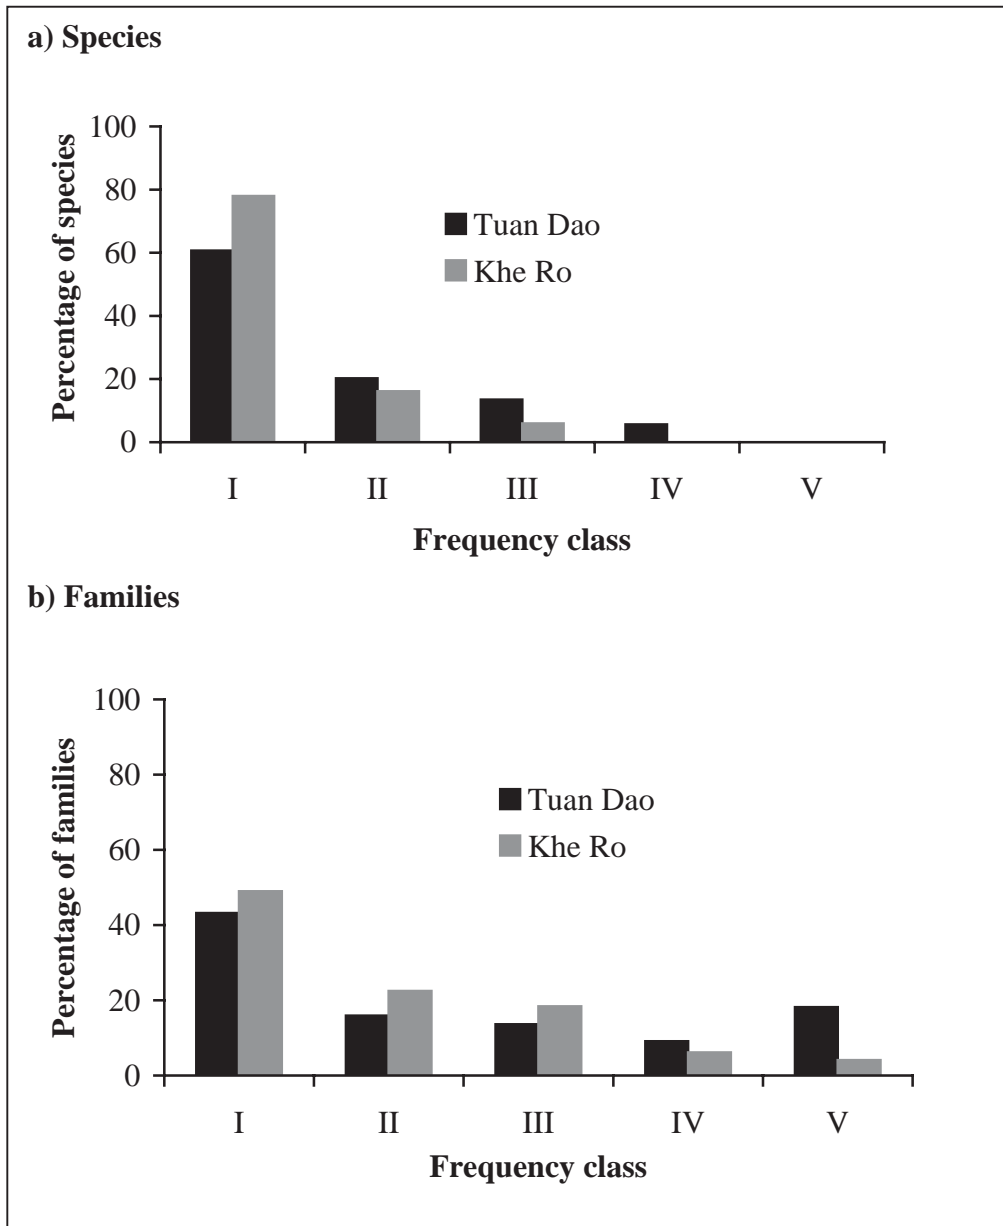 a) Species
Percentage of species
100
80
60
40
20
0
Tuan Dao
Khe Ro
I II III IV V
Frequency class
b) Families
Percentage of families
100
80
60
40
20
0
Tuan Dao
Khe Ro
I II III IV V
Frequency class